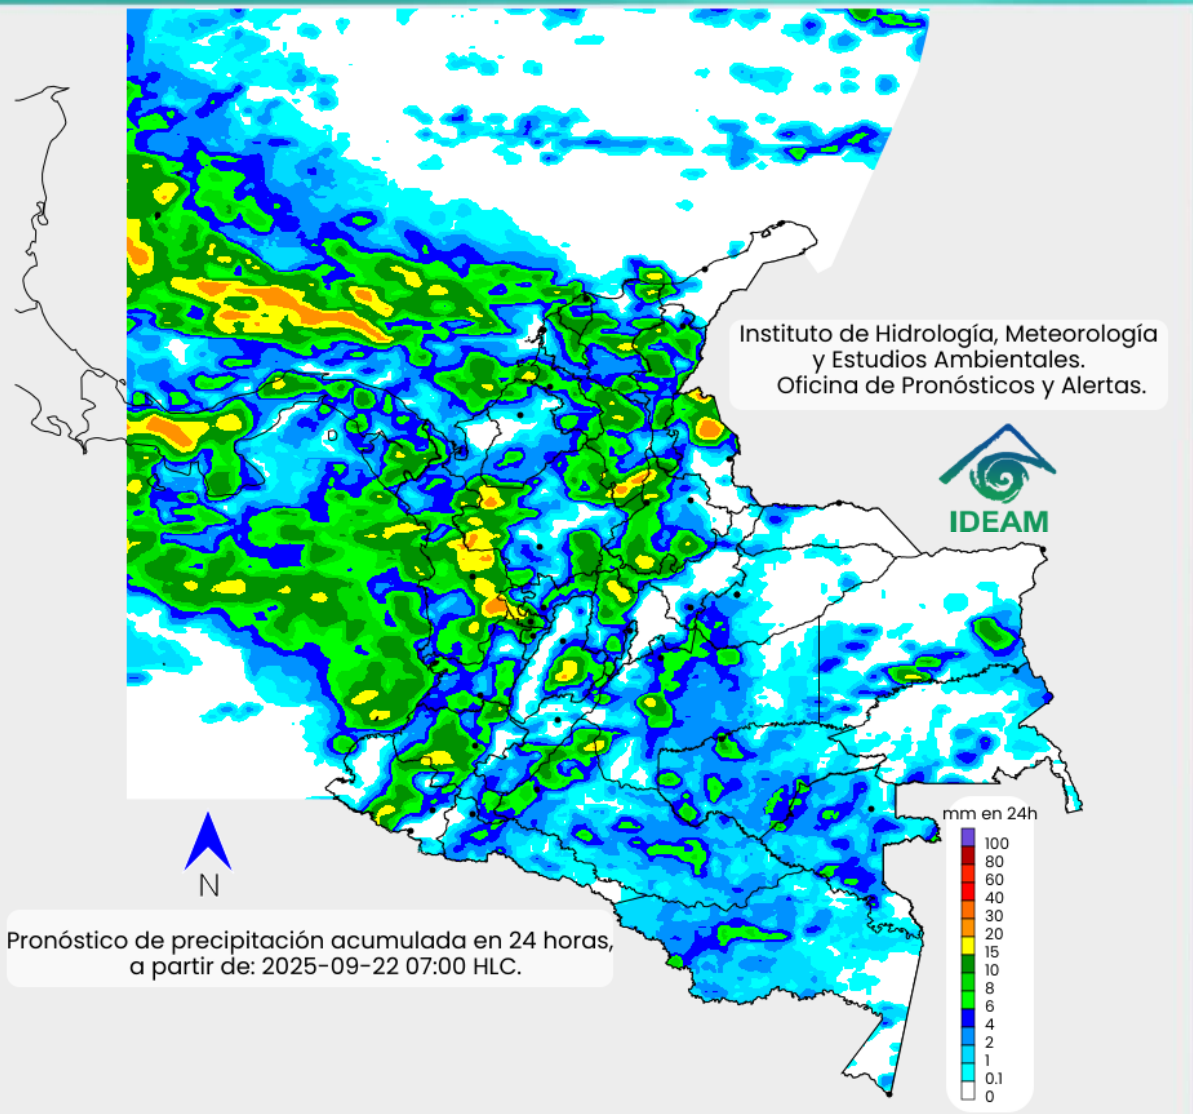 Instituto de Hidrología, Meteorología
y Estudios Ambientales.
Oficina de Pronósticos y Alertas.
IDEAM
mm en 24h
100
80
60
40
30
20
15
10
8
6
4
2
1
0.1
0
N
Pronóstico de precipitación acumulada en 24 horas,
a partir de: 2025-09-22 07:00 HLC.